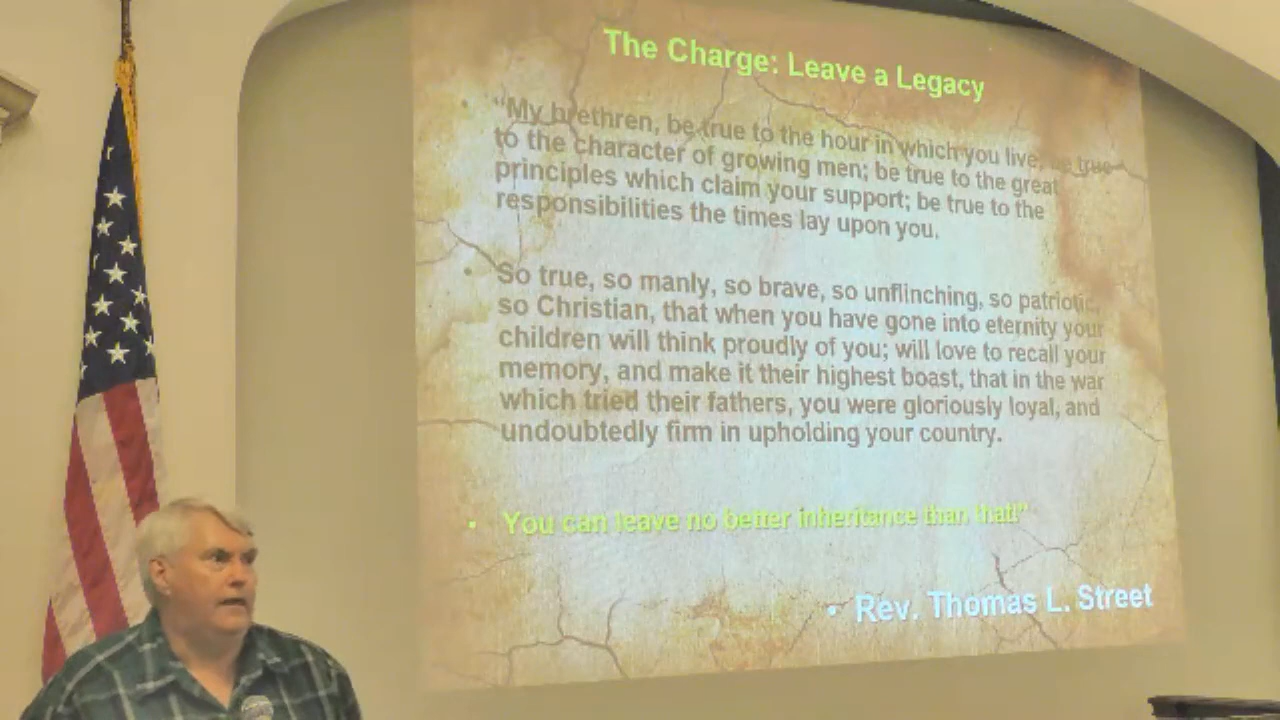 The Charge: Leave a Legacy
• “My brethren, be true to the hour in which you live, be true
to the character of growing men; be true to the great
principles which claim your support; be true to the
responsibilities the times lay upon you.
• So true, so manly, so brave, so unflinching, so patriotic,
so Christian, that when you have gone into eternity your
children will think proudly of you; will love to recall your
memory, and make it their highest boast, that in the war
which tried their fathers, you were gloriously loyal, and
undoubtedly firm in upholding your country.
• You can leave no better inheritance than that!”
• Rev. Thomas L. Street